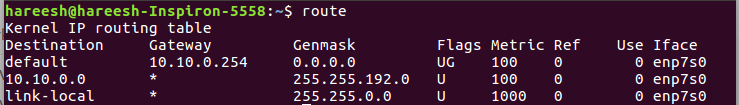 hareesh@hareesh-Inspiron-5558:~$ route
Kernel IP routing table
Destination     Gateway         Genmask         Flags Metric Ref    Use Iface
default         10.10.0.254     0.0.0.0         UG    100    0        0 enp7s0
10.10.0.0       *               255.255.192.0   U     100    0        0 enp7s0
link-local      *               255.255.0.0     U     1000   0        0 enp7s0